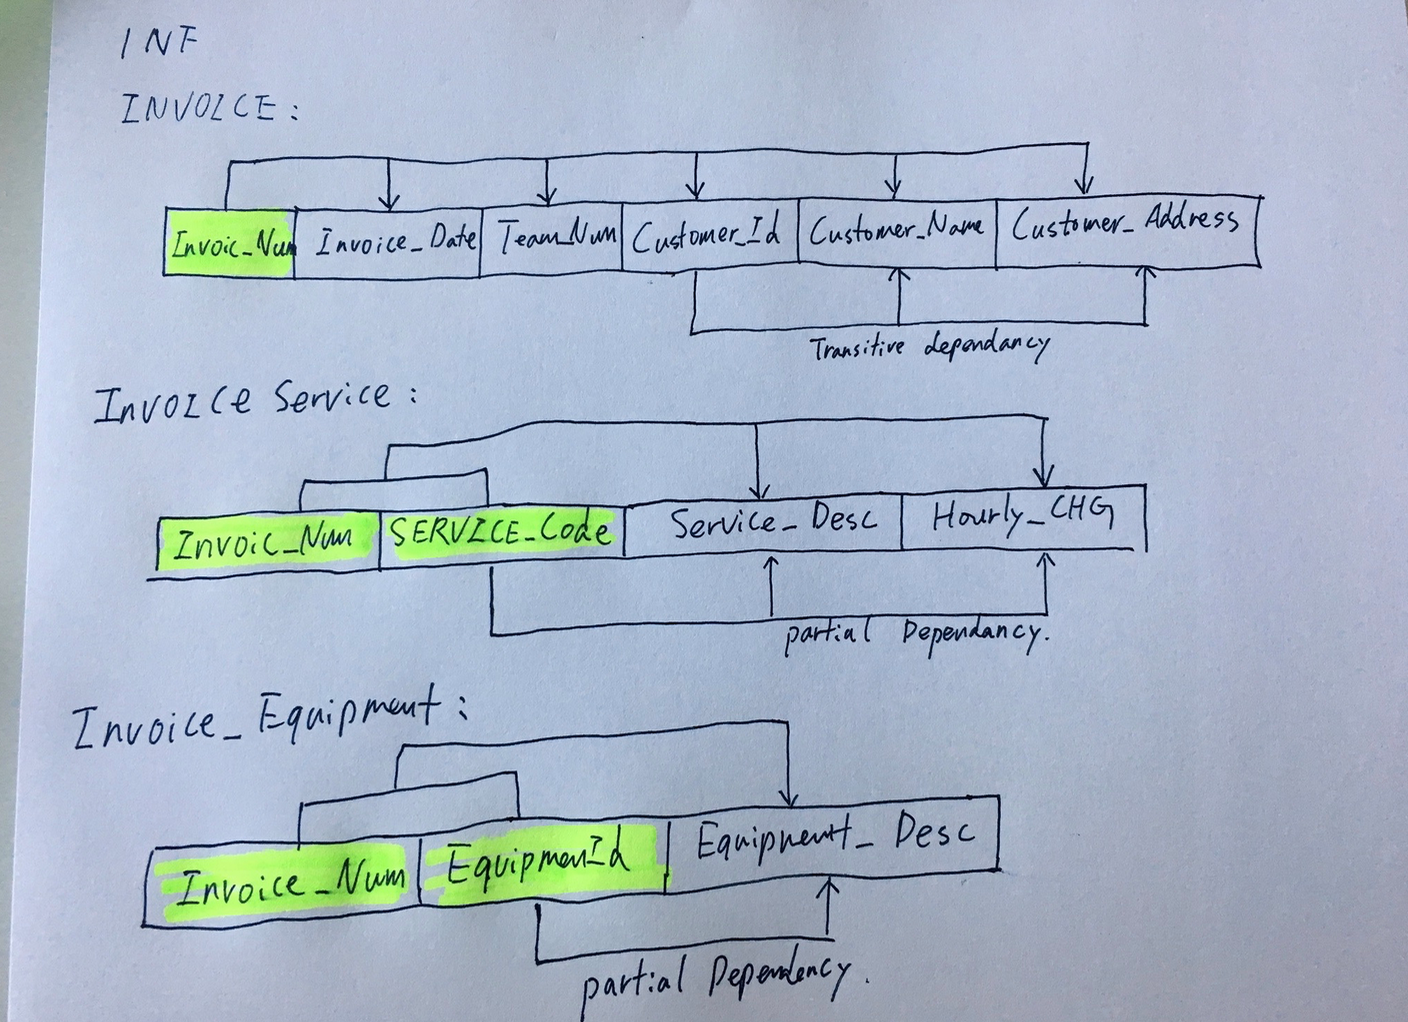 1NF
INVOICE:
Invoic_Num Invoice_Date Team_Num Customer_Id Customer_Name Customer_Address
Transitive dependancy
Invoice Service:
Invoic_Num SERVICE_Code Service_Desc Hourly_CHG
partial Dependancy.
Invoice_Equipment:
Invoice_Num EquipmenId Equipment_Desc
partial Dependency.